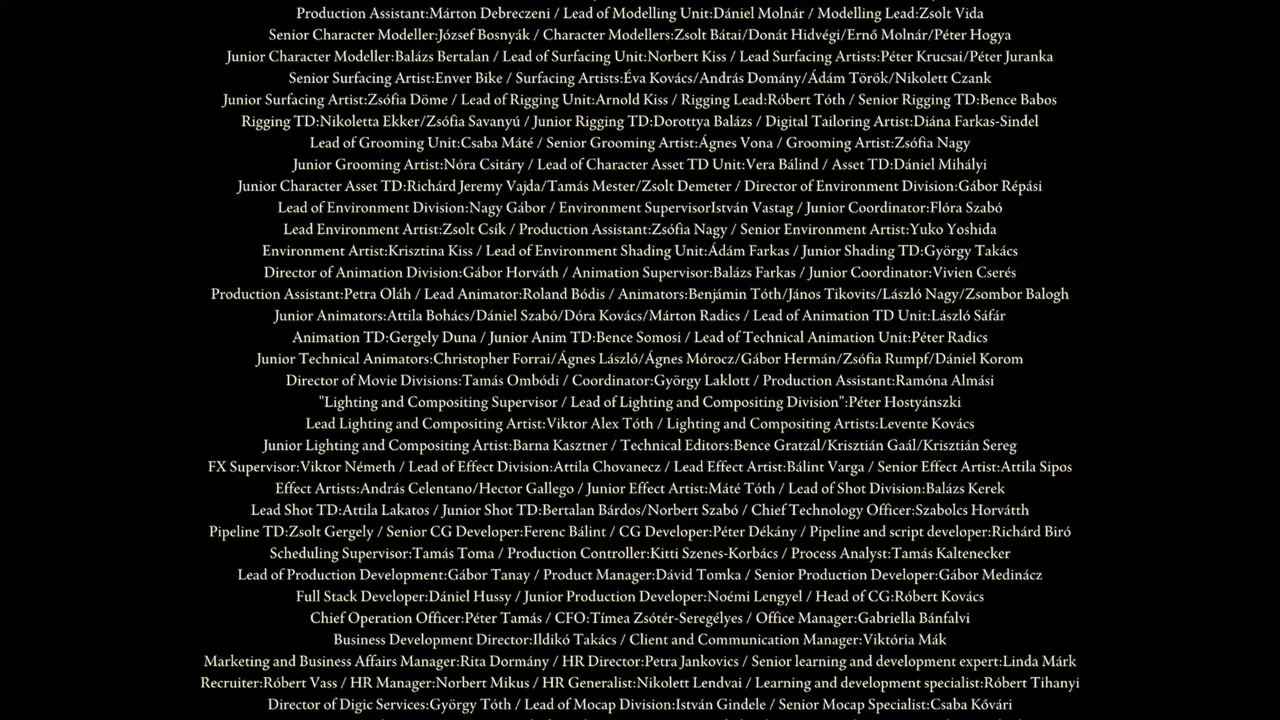 Production Assistant:Márton Debreczeni / Lead of Modelling Unit:Dániel Molnár / Modelling Lead:Zsolt Vida
Senior Character Modeller:József Bosnyák / Character Modellers:Zsolt Bátai/Donát Hidvégi/Ernő Molnár/Péter Hogya
Junior Character Modeller:Balázs Bertalan / Lead of Surfacing Unit:Norbert Kiss / Lead Surfacing Artists:Péter Krucsai/Péter Juranka
Senior Surfacing Artist:Enver Bike / Surfacing Artists:Éva Kovács/András Domány/Ádám Török/Nikolett Czank
Junior Surfacing Artist:Zsófia Döme / Lead of Rigging Unit:Arnold Kiss / Rigging Lead:Róbert Tóth / Senior Rigging TD:Bence Babos
Rigging TD:Nikoletta Ekker/Zsófia Savanyú / Junior Rigging TD:Dorottya Balázs / Digital Tailoring Artist:Diána Farkas-Sindel
Lead of Grooming Unit:Csaba Máté / Senior Grooming Artist:Ágnes Vona / Grooming Artist:Zsófia Nagy
Junior Grooming Artist:Nóra Csitáry / Lead of Character Asset TD Unit:Vera Bálind / Asset TD:Dániel Mihályi
Junior Character Asset TD:Richárd Jeremy Vajda/Tamás Mester/Zsolt Demeter / Director of Environment Division:Gábor Répási
Lead of Environment Division:Nagy Gábor / Environment SupervisorIstván Vastag / Junior Coordinator:Flóra Szabó
Lead Environment Artist:Zsolt Csík / Production Assistant:Zsófia Nagy / Senior Environment Artist:Yuko Yoshida
Environment Artist:Krisztina Kiss / Lead of Environment Shading Unit:Ádám Farkas / Junior Shading TD:György Takács
Director of Animation Division:Gábor Horváth / Animation Supervisor:Balázs Farkas / Junior Coordinator:Vivien Cserés
Production Assistant:Petra Oláh / Lead Animator:Roland Bódis / Animators:Benjámin Tóth/János Tikovits/László Nagy/Zsombor Balogh
Junior Animators:Attila Bohács/Dániel Szabó/Dóra Kovács/Márton Radics / Lead of Animation TD Unit:László Sáfár
Animation TD:Gergely Duna / Junior Anim TD:Bence Somosi / Lead of Technical Animation Unit:Péter Radics
Junior Technical Animators:Christopher Forrai/Ágnes László/Ágnes Mórocz/Gábor Hermán/Zsófia Rumpf/Dániel Korom
Director of Movie Divisions:Tamás Ombódi / Coordinator:György Laklott / Production Assistant:Ramóna Almási
"Lighting and Compositing Supervisor / Lead of Lighting and Compositing Division":Péter Hostyánszki
Lead Lighting and Compositing Artist:Viktor Alex Tóth / Lighting and Compositing Artists:Levente Kovács
Junior Lighting and Compositing Artist:Barna Kasztner / Technical Editors:Bence Gratzál/Krisztián Gaál/Krisztián Sereg
FX Supervisor:Viktor Németh / Lead of Effect Division:Attila Chovanecz / Lead Effect Artist:Bálint Varga / Senior Effect Artist:Attila Sipos
Effect Artists:András Celentano/Hector Gallego / Junior Effect Artist:Máté Tóth / Lead of Shot Division:Balázs Kerek
Lead Shot TD:Attila Lakatos / Junior Shot TD:Bertalan Bárdos/Norbert Szabó / Chief Technology Officer:Szabolcs Horvátth
Pipeline TD:Zsolt Gergely / Senior CG Developer:Ferenc Bálint / CG Developer:Péter Dékány / Pipeline and script developer:Richárd Biró
Scheduling Supervisor:Tamás Toma / Production Controller:Kitti Szenes-Korbács / Process Analyst:Tamás Kaltenecker
Lead of Production Development:Gábor Tanay / Product Manager:Dávid Tomka / Senior Production Developer:Gábor Medinácz
Full Stack Developer:Dániel Hussy / Junior Production Developer:Noémi Lengyel / Head of CG:Róbert Kovács
Chief Operation Officer:Péter Tamás / CFO:Tímea Zsótér-Seregélyes / Office Manager:Gabriella Bánfalvi
Business Development Director:Ildikó Takács / Client and Communication Manager:Viktória Mák
Marketing and Business Affairs Manager:Rita Dormány / HR Director:Petra Jankovics / Senior learning and development expert:Linda Márk
Recruiter:Róbert Vass / HR Manager:Norbert Mikus / HR Generalist:Nikolett Lendvai / Learning and development specialist:Róbert Tihanyi
Director of Digic Services:György Tóth / Lead of Mocap Division:István Gindele / Senior Mocap Specialist:Csaba Kővári